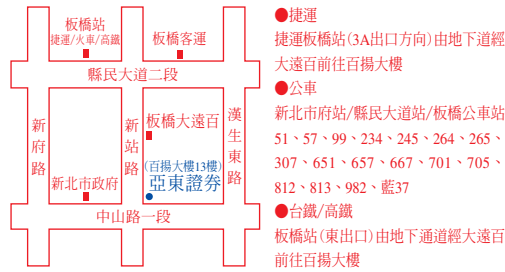 板橋站
捷運/火車/高鐵
板橋客運
縣民大道二段
新府路
新站路
漢生東路
板橋大遠百
(百揚大樓13樓)
亞東證券
新北市政府
中山路一段
●捷運
捷運板橋站(3A出口方向)由地下道經
大遠百前往百揚大樓
●公車
新北市府站/縣民大道站/板橋公車站
51、57、99、234、245、264、265、
307、651、657、667、701、705、
812、813、982、藍37
●台鐵/高鐵
板橋站(東出口)由地下通道經大遠百
前往百揚大樓